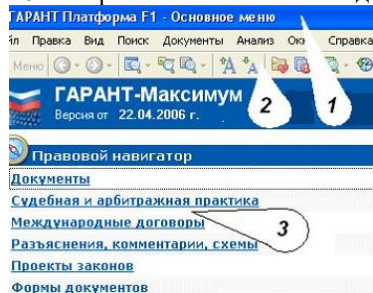 ГАРАНТ Платформа F1 - Основное меню
йл Правка Вид Поиск Документы Анализ Окн Справка
Меню
ГАРАНТ-Максимум
Версия от 22.04.2006 г.
2
1
Правовой навигатор
Документы
Судебная и арбитражная практика
Международные договоры
3
Разъяснения, комментарии, схемы
Проекты законов
Формы документов